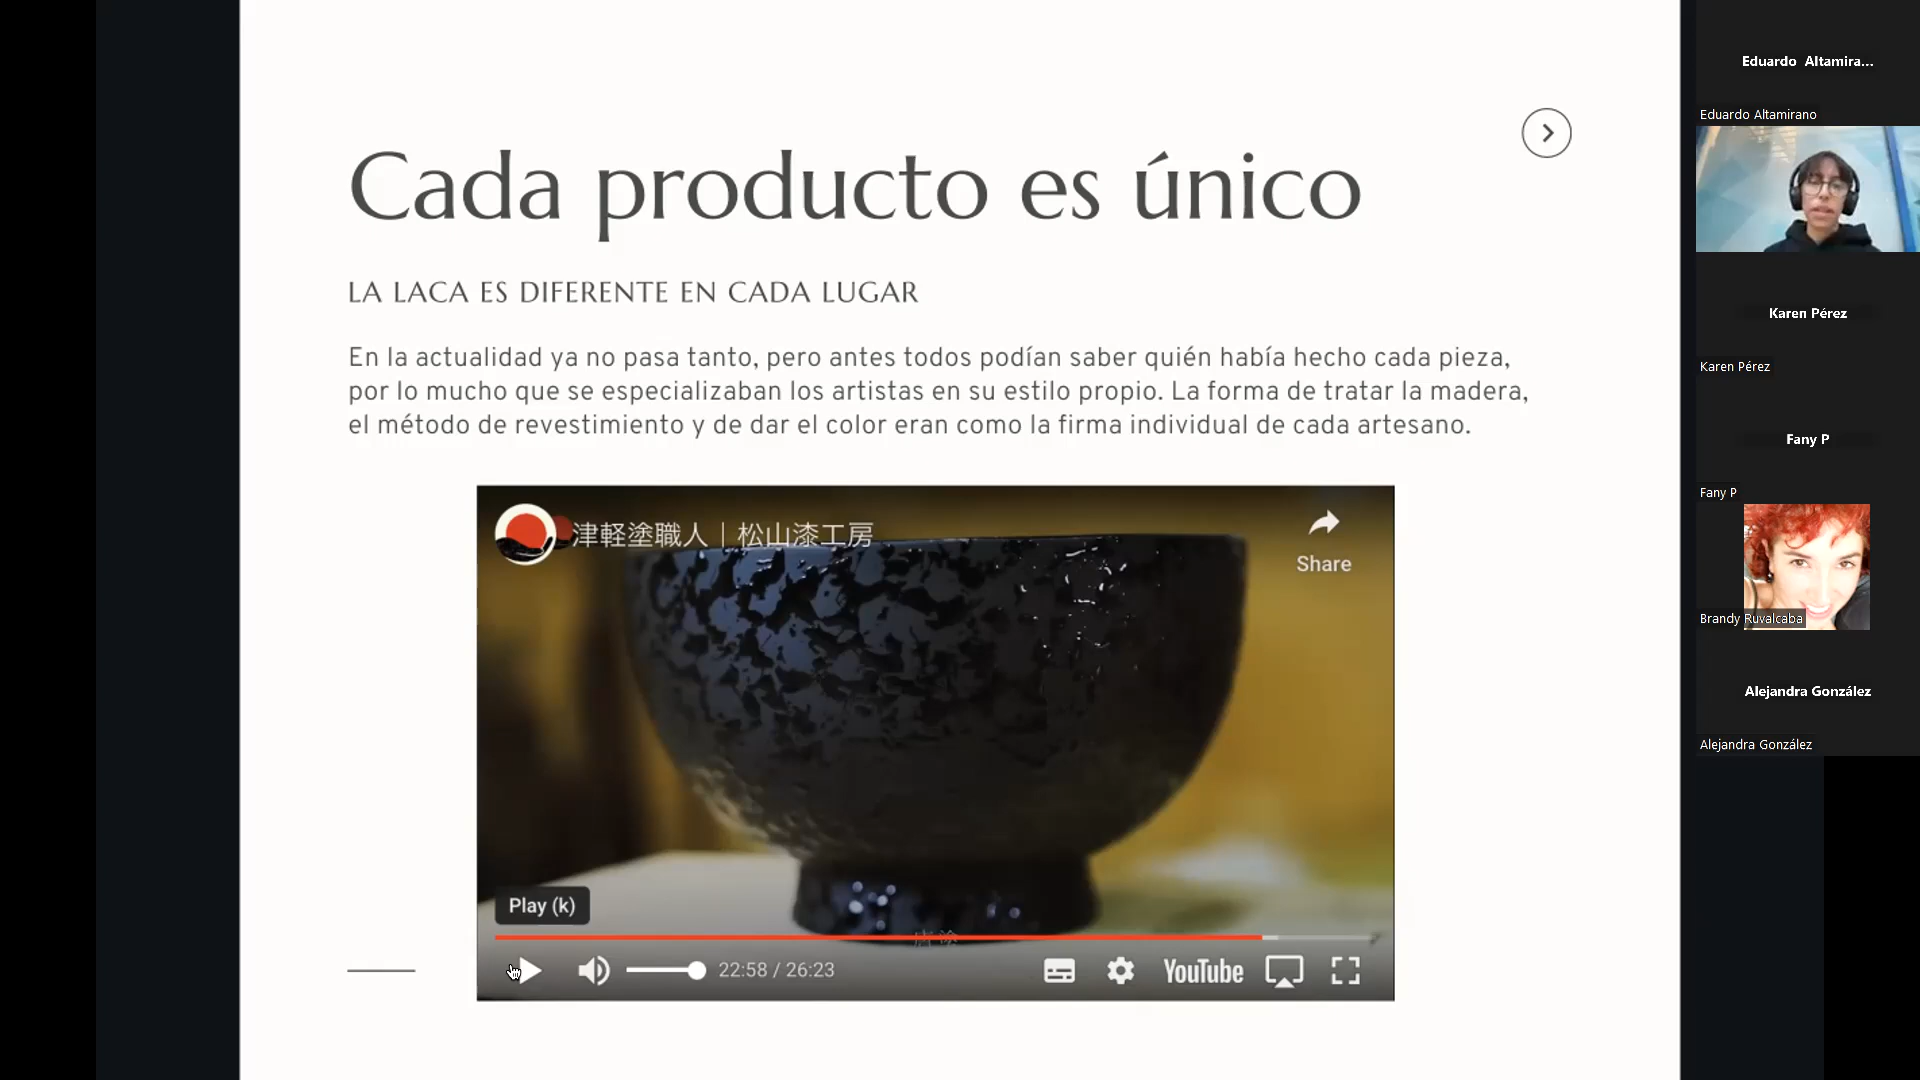 Cada producto es único
LA LACA ES DIFERENTE EN CADA LUGAR
En la actualidad ya no pasa tanto, pero antes todos podían saber quién había hecho cada pieza,
por lo mucho que se especializaban los artistas en su estilo propio. La forma de tratar la madera,
el método de revestimiento y de dar el color eran como la firma individual de cada artesano.
津軽塗職人｜松山漆工房
Share
Play (k)
22:58 / 26:23
YouTube
Eduardo Altamira...
Eduardo Altamirano
Karen Pérez
Karen Pérez
Fany P
Fany P
Brandy Ruvalcaba
Alejandra González
Alejandra González